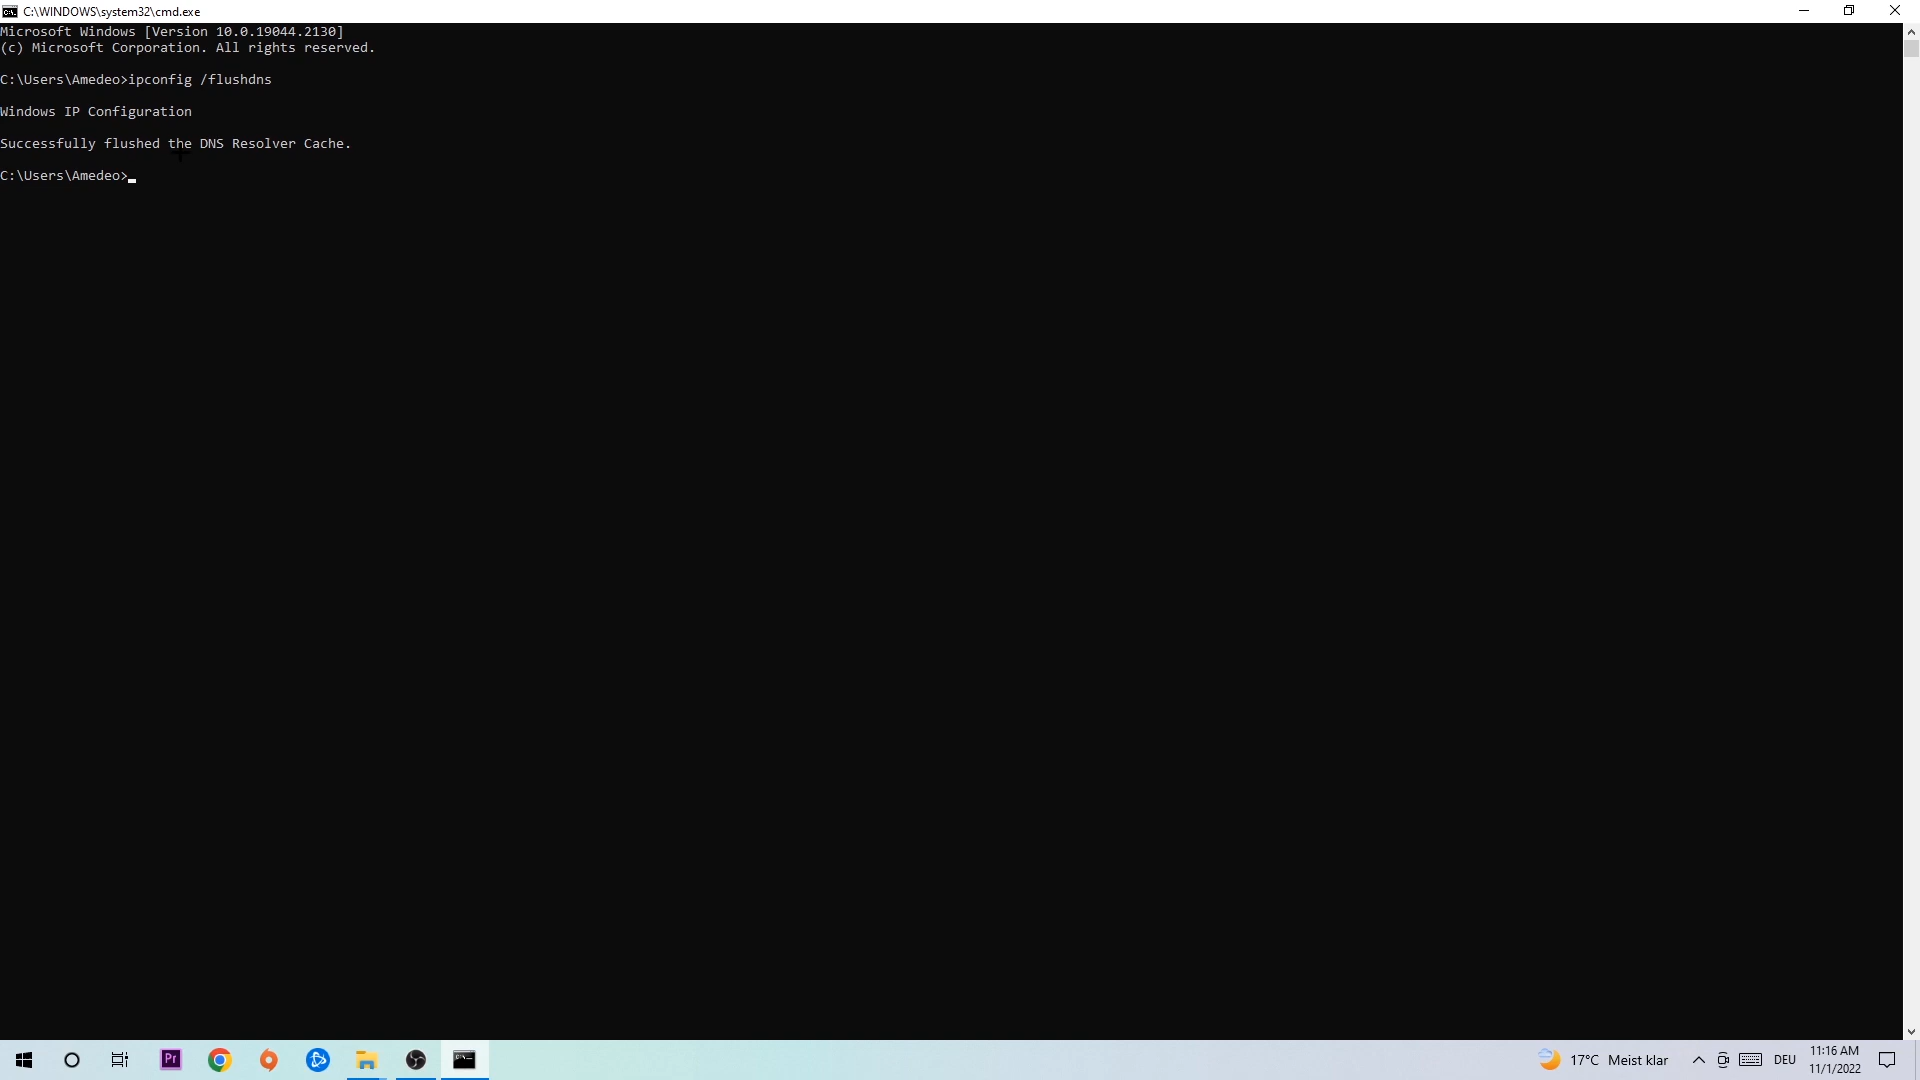 C:\WINDOWS\system32\cmd.exe
Microsoft Windows [Version 10.0.19044.2130]
(c) Microsoft Corporation. All rights reserved.
C:\Users\Amedeo>ipconfig /flushdns
Windows IP Configuration
Successfully flushed the DNS Resolver Cache.
C:\Users\Amedeo>
Pr
17°C Meist klar
DEU
11:16 AM
11/1/2022